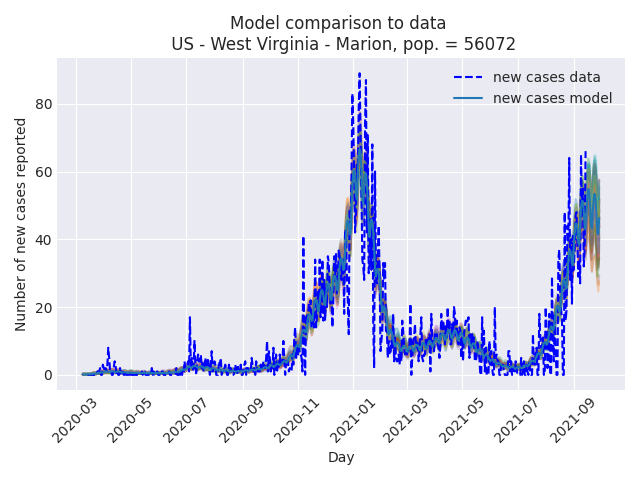 Model comparison to data
US - West Virginia - Marion, pop. = 56072
new cases data
new cases model
Number of new cases reported
80
60
40
20
0
2020-03
2020-05
2020-07
2020-09
2020-11
2021-01
2021-03
2021-05
2021-07
2021-09
Day